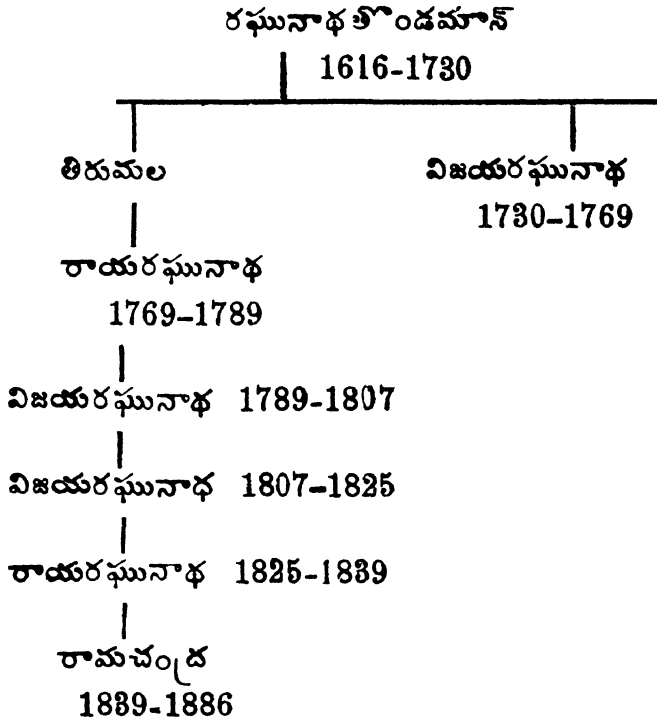 రఘునాథతొండమాన్
1616-1730
తిరుమల
విజయరఘునాథ
1730-1769
రాయరఘునాథ
1769-1789
విజయరఘునాథ 1789-1807
విజయరఘునాధ 1807-1825
రాయరఘునాథ 1825-1839
రామచంద్ర
1839-1886